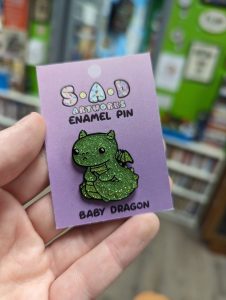 S·A·D
ARTWORKS
ENAMEL PIN
BABY DRAGON